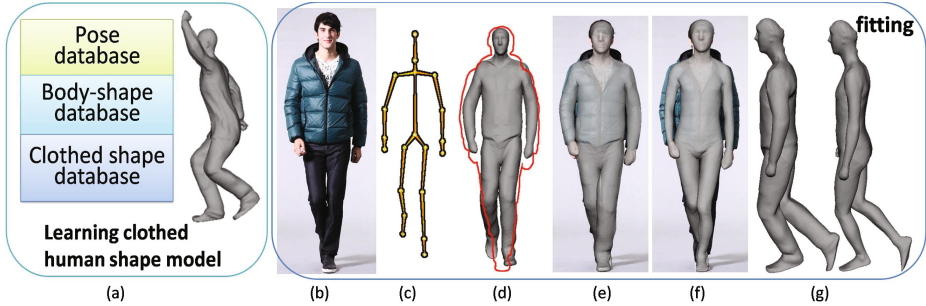 Pose
database
Body-shape
database
Clothed shape
database
Learning clothed
human shape model
fitting
(a) (b) (c) (d) (e) (f) (g)